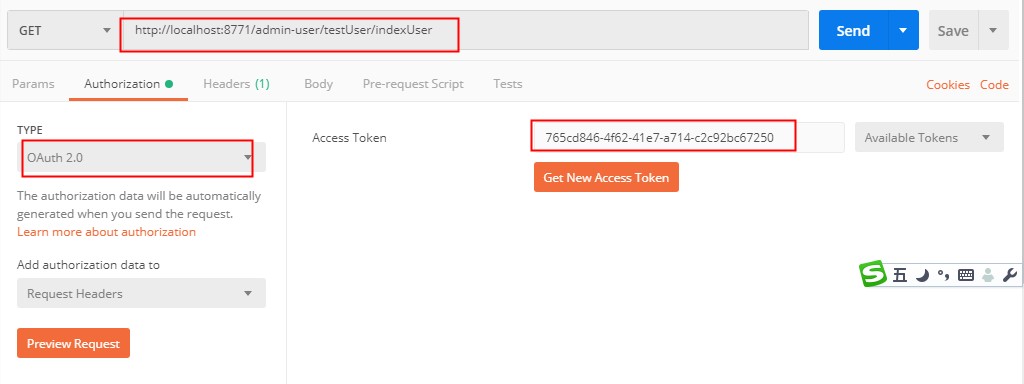 GET
http://localhost:8771/admin-user/testUser/indexUser
Send
Save
Params
Authorization
Headers (1)
Body
Pre-request Script
Tests
Cookies
Code
TYPE
OAuth 2.0
The authorization data will be automatically
generated when you send the request.
Learn more about authorization
Add authorization data to
Request Headers
Preview Request
Access Token
765cd846-4f62-41e7-a714-c2c92bc67250
Available Tokens
Get New Access Token
S
五